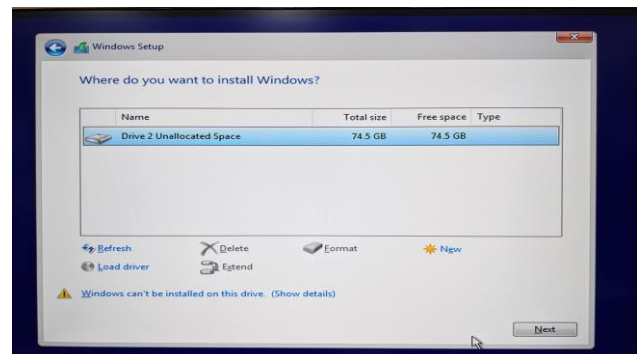 Windows Setup
Where do you want to install Windows?
Name Total size Free space Type
Drive 2 Unallocated Space 74.5 GB 74.5 GB
Refresh Delete Format New
Load driver Extend
Windows can't be installed on this drive. (Show details)
Next